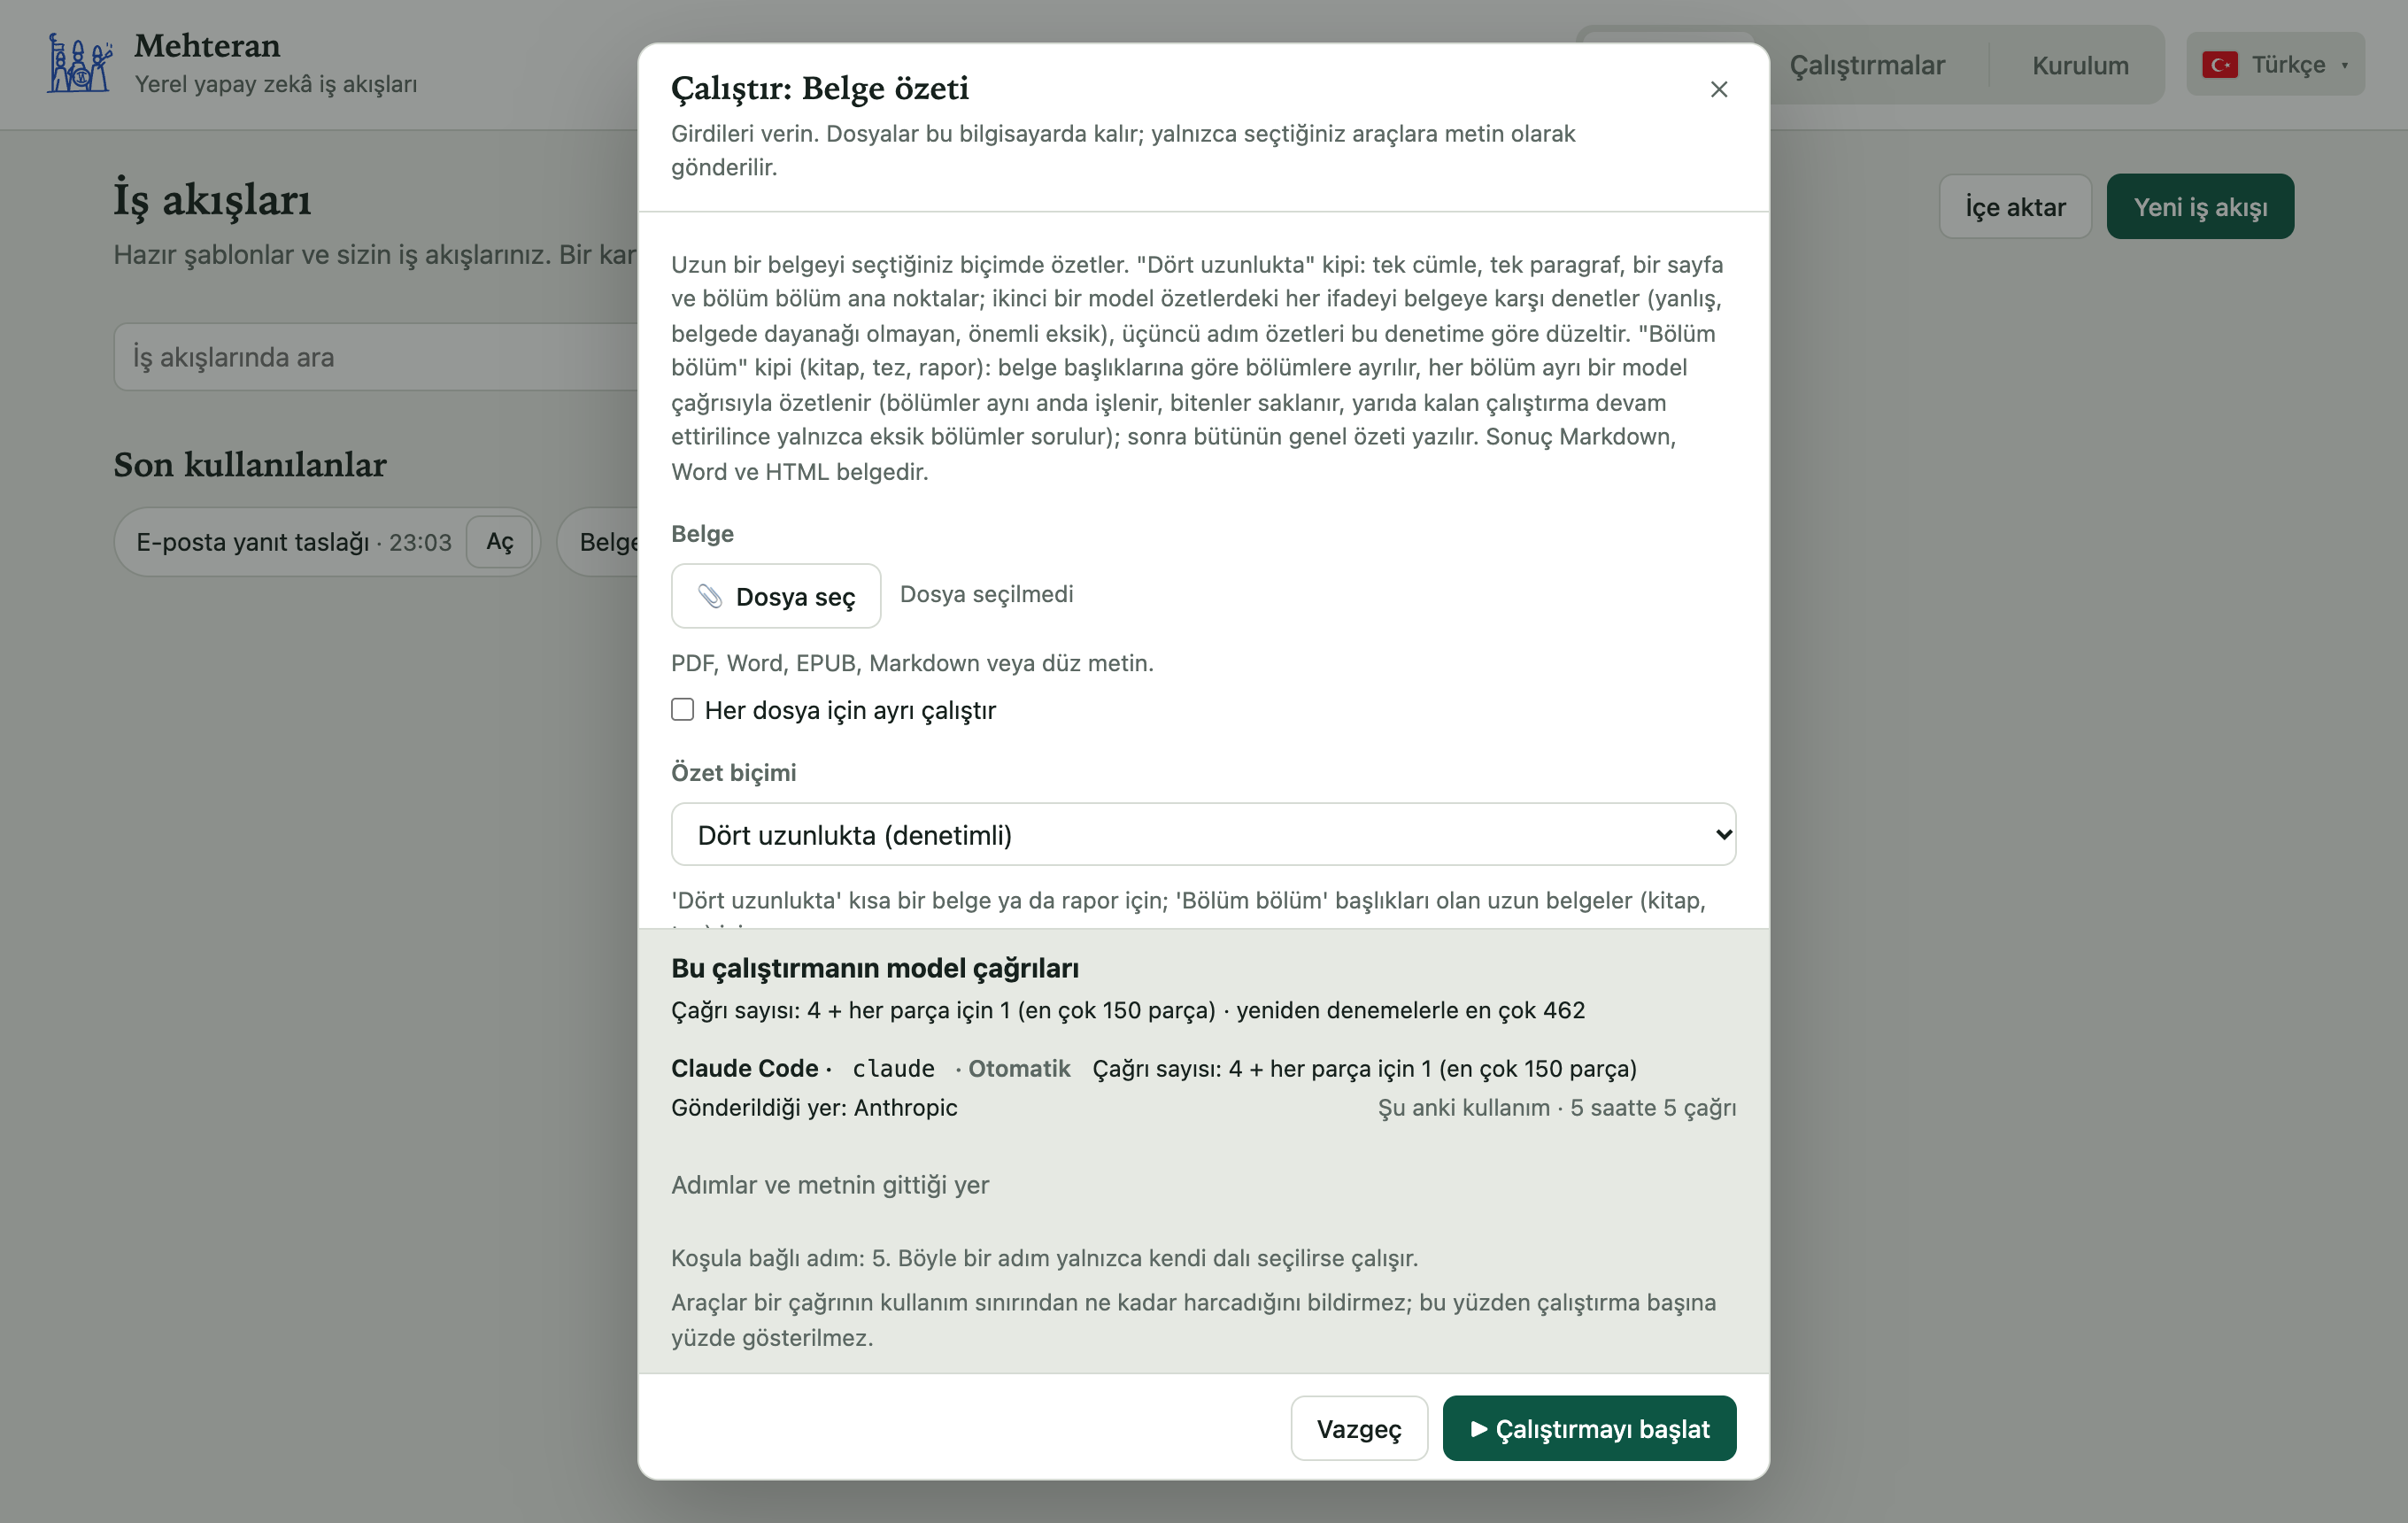 Mehteran
Yerel yapay zekâ iş akışları
Çalıştırmalar
Kurulum
Türkçe
İş akışları
Hazır şablonlar ve sizin iş akışlarınız. Bir kar
İçe aktar
Yeni iş akışı
İş akışlarında ara
Son kullanılanlar
E-posta yanıt taslağı · 23:03
Aç
Belge
Çalıştır: Belge özeti
Girdileri verin. Dosyalar bu bilgisayarda kalır; yalnızca seçtiğiniz araçlara metin olarak
gönderilir.
Uzun bir belgeyi seçtiğiniz biçimde özetler. "Dört uzunlukta" kipi: tek cümle, tek paragraf, bir sayfa
ve bölüm bölüm ana noktalar; ikinci bir model özetlerdeki her ifadeyi belgeye karşı denetler (yanlış,
belgede dayanağı olmayan, önemli eksik), üçüncü adım özetleri bu denetime göre düzeltir. "Bölüm
bölüm" kipi (kitap, tez, rapor): belge başlıklarına göre bölümlere ayrılır, her bölüm ayrı bir model
çağrısıyla özetlenir (bölümler aynı anda işlenir, bitenler saklanır, yarıda kalan çalıştırma devam
ettirilince yalnızca eksik bölümler sorulur); sonra bütünün genel özeti yazılır. Sonuç Markdown,
Word ve HTML belgedir.
Belge
Dosya seç
Dosya seçilmedi
PDF, Word, EPUB, Markdown veya düz metin.
Her dosya için ayrı çalıştır
Özet biçimi
Dört uzunlukta (denetimli)
'Dört uzunlukta' kısa bir belge ya da rapor için; 'Bölüm bölüm' başlıkları olan uzun belgeler (kitap,
Bu çalıştırmanın model çağrıları
Çağrı sayısı: 4 + her parça için 1 (en çok 150 parça) · yeniden denemelerle en çok 462
Claude Code · claude · Otomatik Çağrı sayısı: 4 + her parça için 1 (en çok 150 parça)
Gönderildiği yer: Anthropic
Şu anki kullanım · 5 saatte 5 çağrı
Adımlar ve metnin gittiği yer
Koşula bağlı adım: 5. Böyle bir adım yalnızca kendi dalı seçilirse çalışır.
Araçlar bir çağrının kullanım sınırından ne kadar harcadığını bildirmez; bu yüzden çalıştırma başına
yüzde gösterilmez.
Vazgeç
Çalıştırmayı başlat